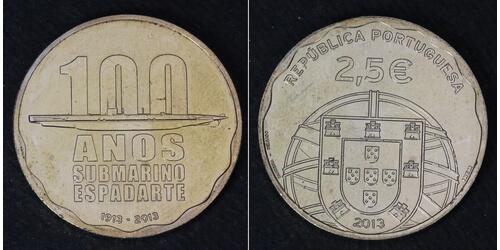 100
ANOS
SUBMARINO
ESPADARTE
1913 - 2013
REPÚBLICA PORTUGUESA
2,5€
2013